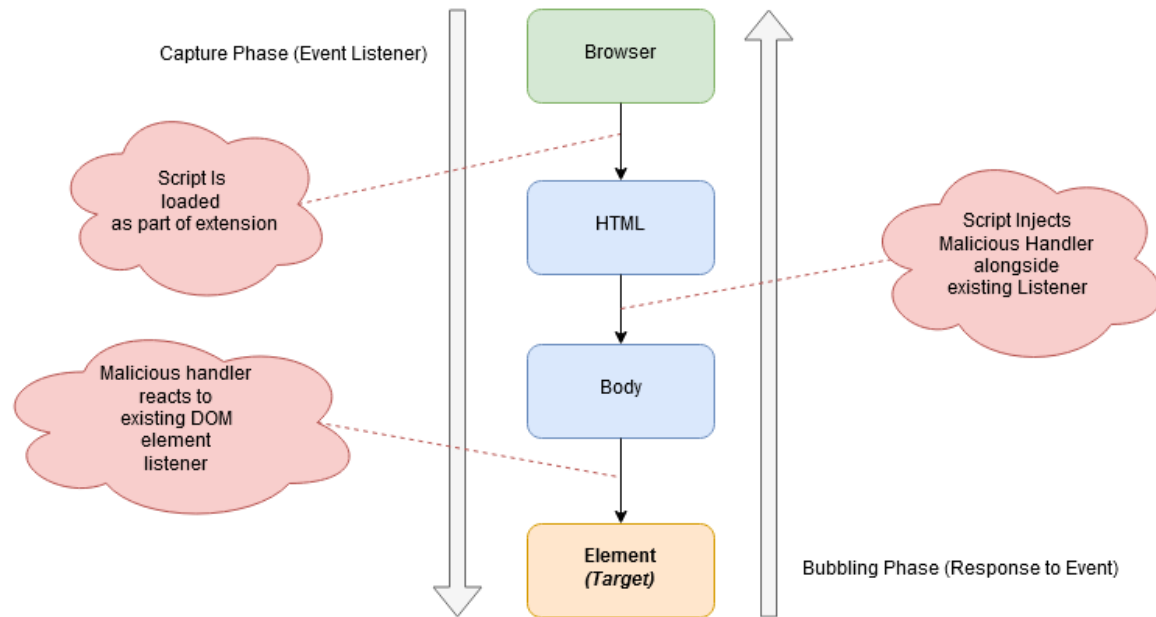 Capture Phase (Event Listener)
Browser
Script Is
loaded
as part of extension
HTML
Script Injects
Malicious Handler
alongside
existing Listener
Malicious handler
reacts to
existing DOM
element
listener
Body
Element
(Target)
Bubbling Phase (Response to Event)